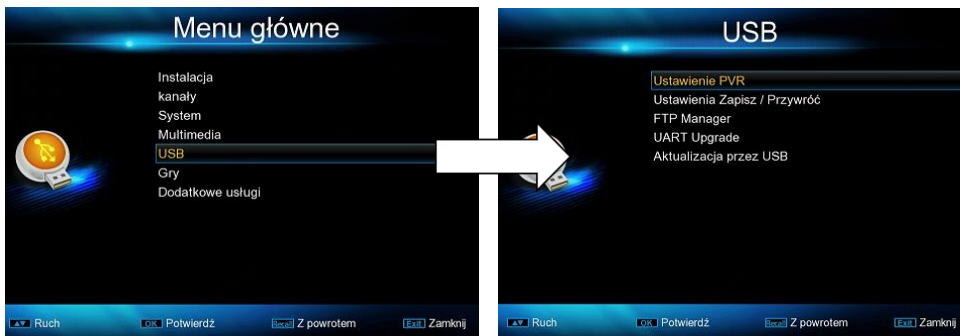 Menu główne
Instalacja
kanały
System
Multimedia
USB
Gry
Dodatkowe usługi
▲▼ Ruch
OK Potwierdź
Recall Z powrotem
Exit Zamknij
USB
Ustawienie PVR
Ustawienia Zapisz / Przywróć
FTP Manager
UART Upgrade
Aktualizacja przez USB
▲▼ Ruch
OK Potwierdź
Recall Z powrotem
Exit Zamknij